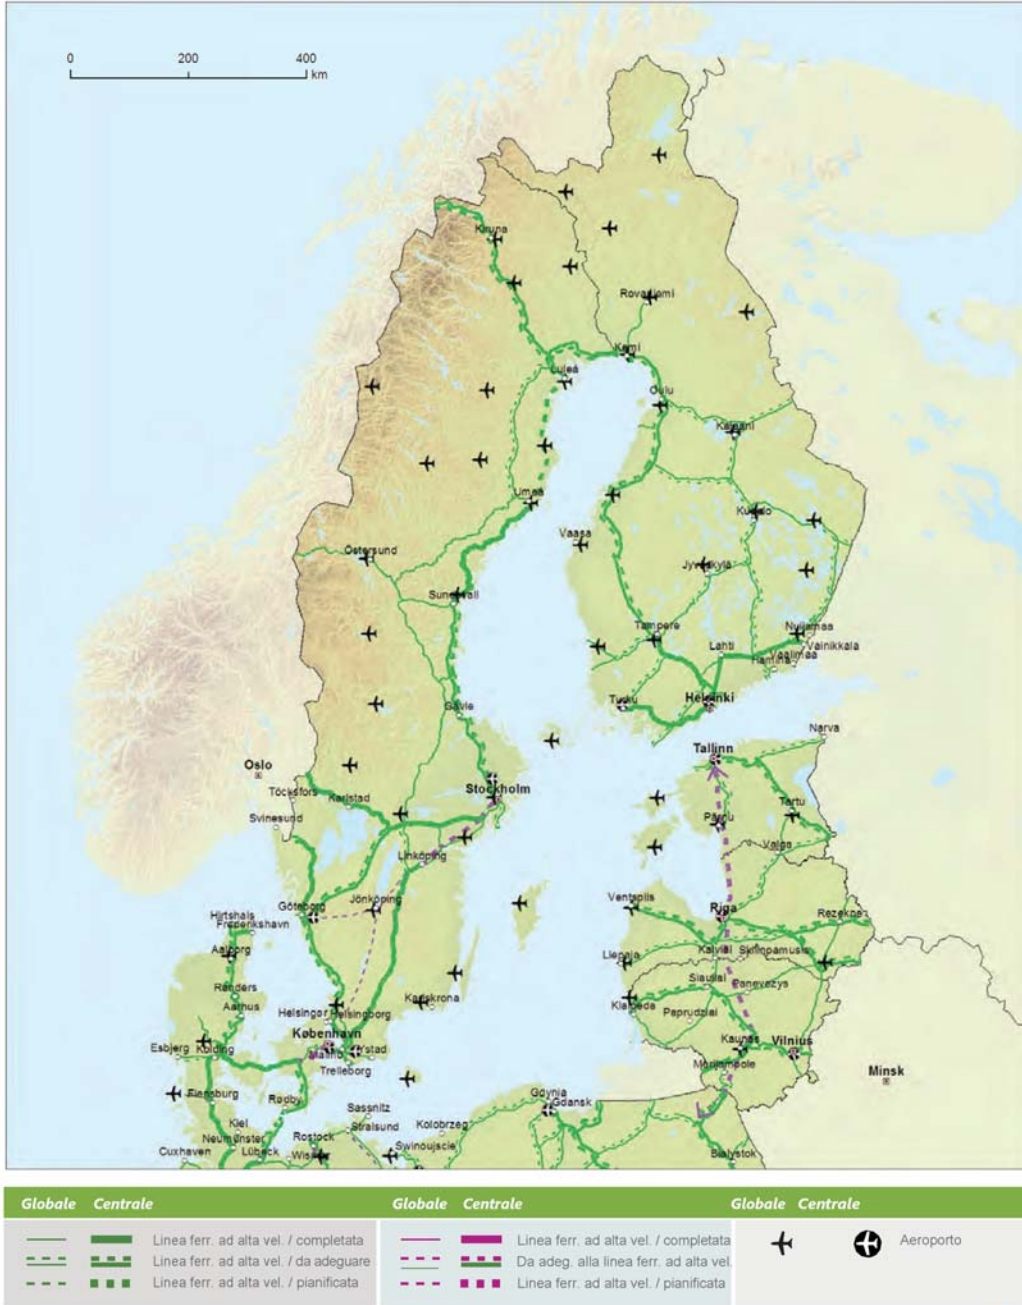 0 200 400
km
Kiruna
Rovaniemi
Kemi
Luleå
Oulu
Kajaani
Umeå
Kuopio
Vaasa
Östersund
Jyväskylä
Sundsvall
Tampere
Nuijamaa
Lahti
Vainikkala
Vaalimaa
Hamina
Turku
Helsinki
Gävle
Narva
Tallinn
Oslo
Stockholm
Töcksfors
Karlstad
Tartu
Svinesund
Pärnu
Valga
Linköping
Ventspils
Jönköping
Göteborg
Riga
Rezekne
Hirtshals
Frederikshavn
Aalborg
Kalviai
Skrinpamusis
Liepaja
Siauliai
Panevezys
Randers
Aarhus
Karlskrona
Klaipeda
Helsingør
Helsingborg
Paprudziai
København
Kaunas
Vilnius
Esbjerg
Kolding
Malmö
Ystad
Trelleborg
Marijampole
Minsk
Flensburg
Rødby
Gdynia
Gdansk
Sassnitz
Kiel
Stralsund
Kolobrzeg
Neumünster
Rostock
Swinoujscie
Cuxhaven
Lübeck
Bialystok
Globale Centrale
Linea ferr. ad alta vel. / completata
Linea ferr. ad alta vel. / da adeguare
Linea ferr. ad alta vel. / pianificata
Globale Centrale
Linea ferr. ad alta vel. / completata
Da adeg. alla linea ferr. ad alta vel.
Linea ferr. ad alta vel. / pianificata
Globale Centrale
Aeroporto